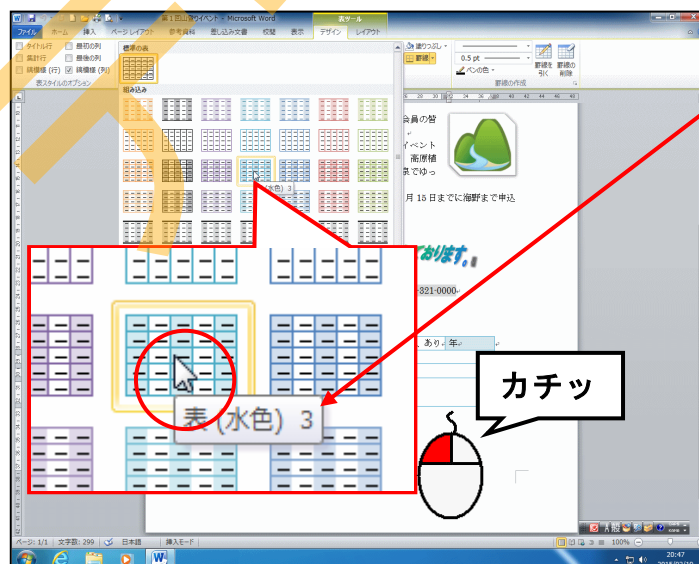 第1回山登りイベント - Microsoft Word
表ツール
ファイル ホーム 挿入 ページ レイアウト 参考資料 差し込み文書 校閲 表示 デザイン レイアウト
タイトル行 最初の列
集計行 最後の列
縞模様 (行) 縞模様 (列)
表スタイルのオプション
標準の表
組み込み
塗りつぶし
罫線
0.5 pt
ペンの色
罫線を引く
罫線の削除
罫線の作成
会員の皆
イベント
高原植
泉でゆっ
月 15 日までに海野まで申込
おります。
-321-0000
あり 年
(水色) 3
表 (水色) 3
カチッ
ページ: 1/1 文字数: 299 日本語 挿入モード
100%
20:47